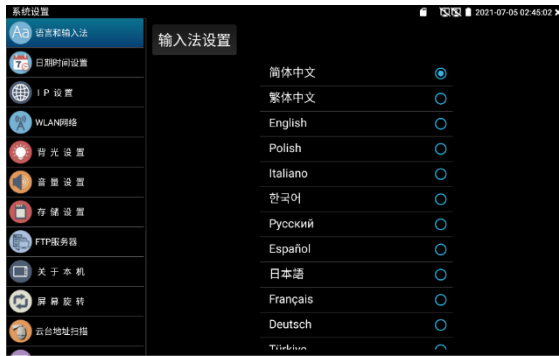 系统设置
2021-07-05 02:45:02
语言和输入法
输入法设置
日期时间设置
I P 设 置
WLAN网络
背 光 设 置
音 量 设 置
存 储 设 置
FTP服务器
关 于 本 机
屏 幕 旋 转
云台地址扫描
简体中文
繁体中文
English
Polish
Italiano
한국어
Русский
Español
日本語
Français
Deutsch
Türkiye